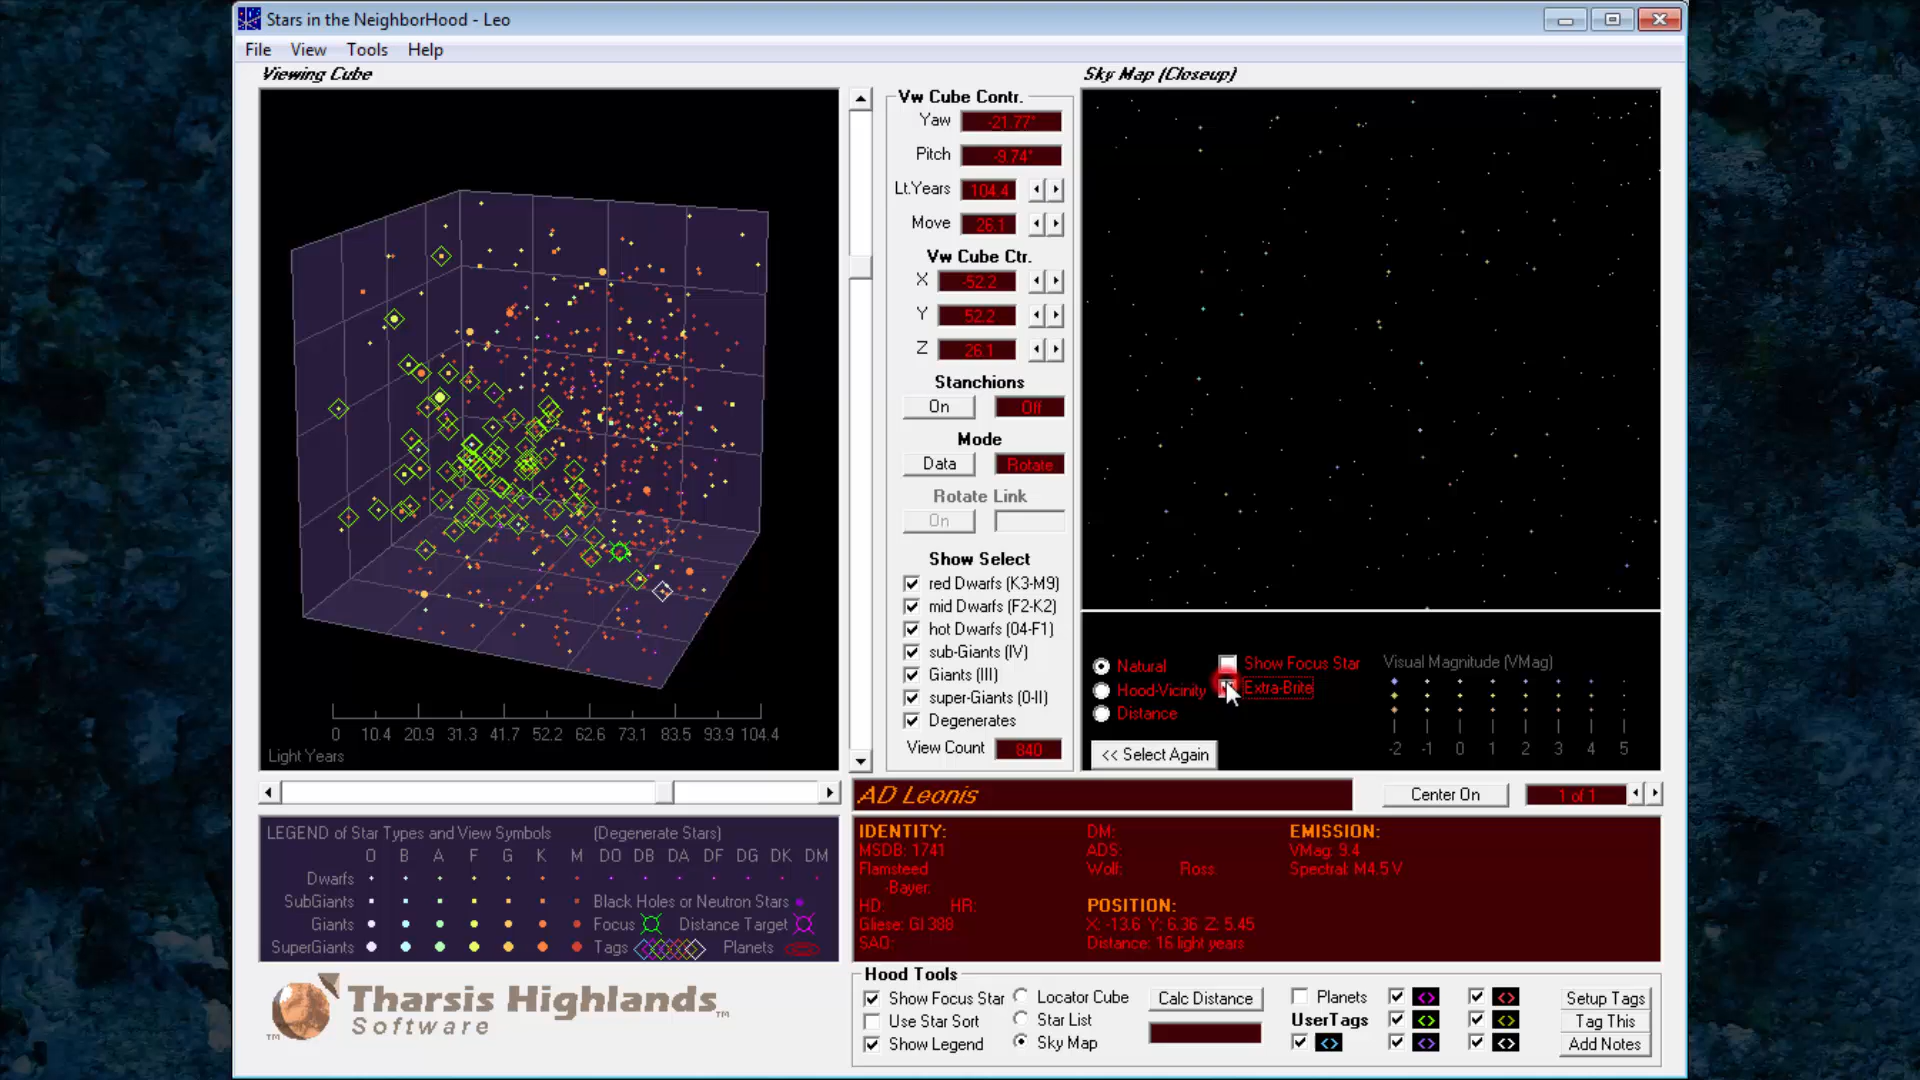 Stars in the NeighborHood - Leo
File View Tools Help
Viewing Cube
Sky Map (Closeup)
Vw Cube Contr.
Yaw -21.77°
Pitch -9.74°
Lt.Years 104.4
Move 26.1
Vw Cube Ctr.
X -52.2
Y 52.2
Z 26.1
Stanchions
On Off
Mode
Data Rotate
Rotate Link
On
Show Select
red Dwarfs (K3-M9)
mid Dwarfs (F2-K2)
hot Dwarfs (04-F1)
sub-Giants (IV)
Giants (III)
super-Giants (0-II)
Degenerates
View Count 840
0 10.4 20.9 31.3 41.7 52.2 62.6 73.1 83.5 93.9 104.4
Light Years
Natural
Hood-Vicinity
Distance
Show Focus Star
Extra-Brite
Visual Magnitude (VMag)
-2 -1 0 1 2 3 4 5
<< Select Again
AD Leonis
Center On
1 of 1
LEGEND of Star Types and View Symbols (Degenerate Stars)
O B A F G K M DO DB DA DF DG DK DM
Dwarfs
SubGiants
Giants
SuperGiants
Black Holes or Neutron Stars
Focus Distance Target
Tags Planets
IDENTITY:
MSDB: 1741
Flamsteed
-Bayer:
HD: HR:
Gliese: Gl 388
SAO:
DM:
ADS:
Wolf: Ross
POSITION:
X: -13.6 Y: 6.36 Z: 5.45
Distance: 16 light years
EMISSION:
VMag: 9.4
Spectral: M4.5 V
Tharsis Highlands™
Software
™
Hood Tools
Show Focus Star
Use Star Sort
Show Legend
Locator Cube
Star List
Sky Map
Calc Distance
Planets
UserTags
<> <> <> <> <> <> <>
Setup Tags
Tag This
Add Notes